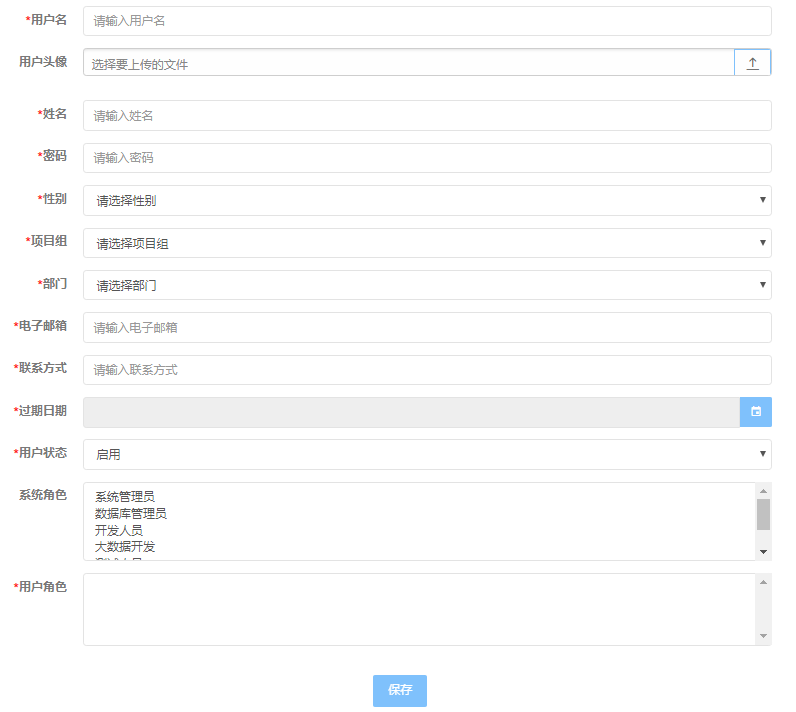 *用户名 请输入用户名
用户头像 选择要上传的文件
*姓名 请输入姓名
*密码 请输入密码
*性别 请选择性别
*项目组 请选择项目组
*部门 请选择部门
*电子邮箱 请输入电子邮箱
*联系方式 请输入联系方式
*过期日期
*用户状态 启用
系统角色 系统管理员
数据库管理员
开发人员
大数据开发
*用户角色
保存